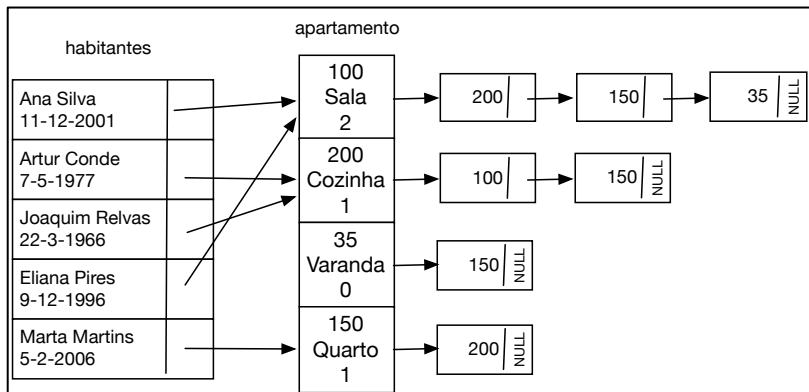 habitantes
Ana Silva
11-12-2001
Artur Conde
7-5-1977
Joaquim Relvas
22-3-1966
Eliana Pires
9-12-1996
Marta Martins
5-2-2006
apartamento
100
Sala
2
200
150
35
NULL
200
Cozinha
1
100
150
NULL
35
Varanda
0
150
NULL
150
Quarto
1
200
NULL